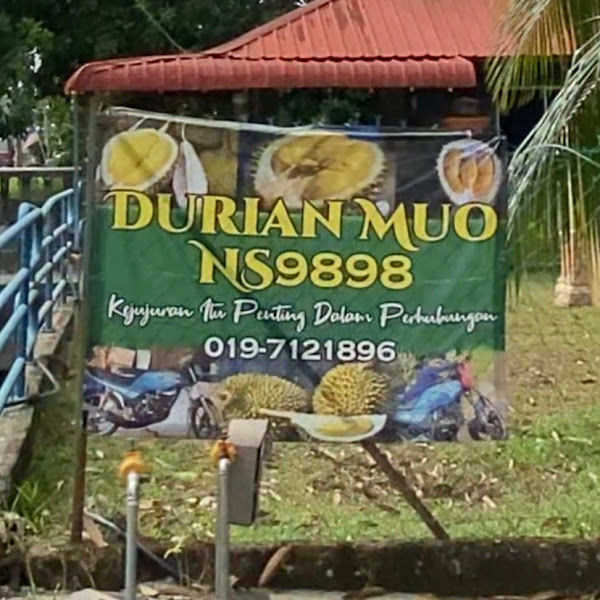 DURIAN MUO
NS9898
Kejujuran Itu Penting Dalam Perhubungan
019-7121896